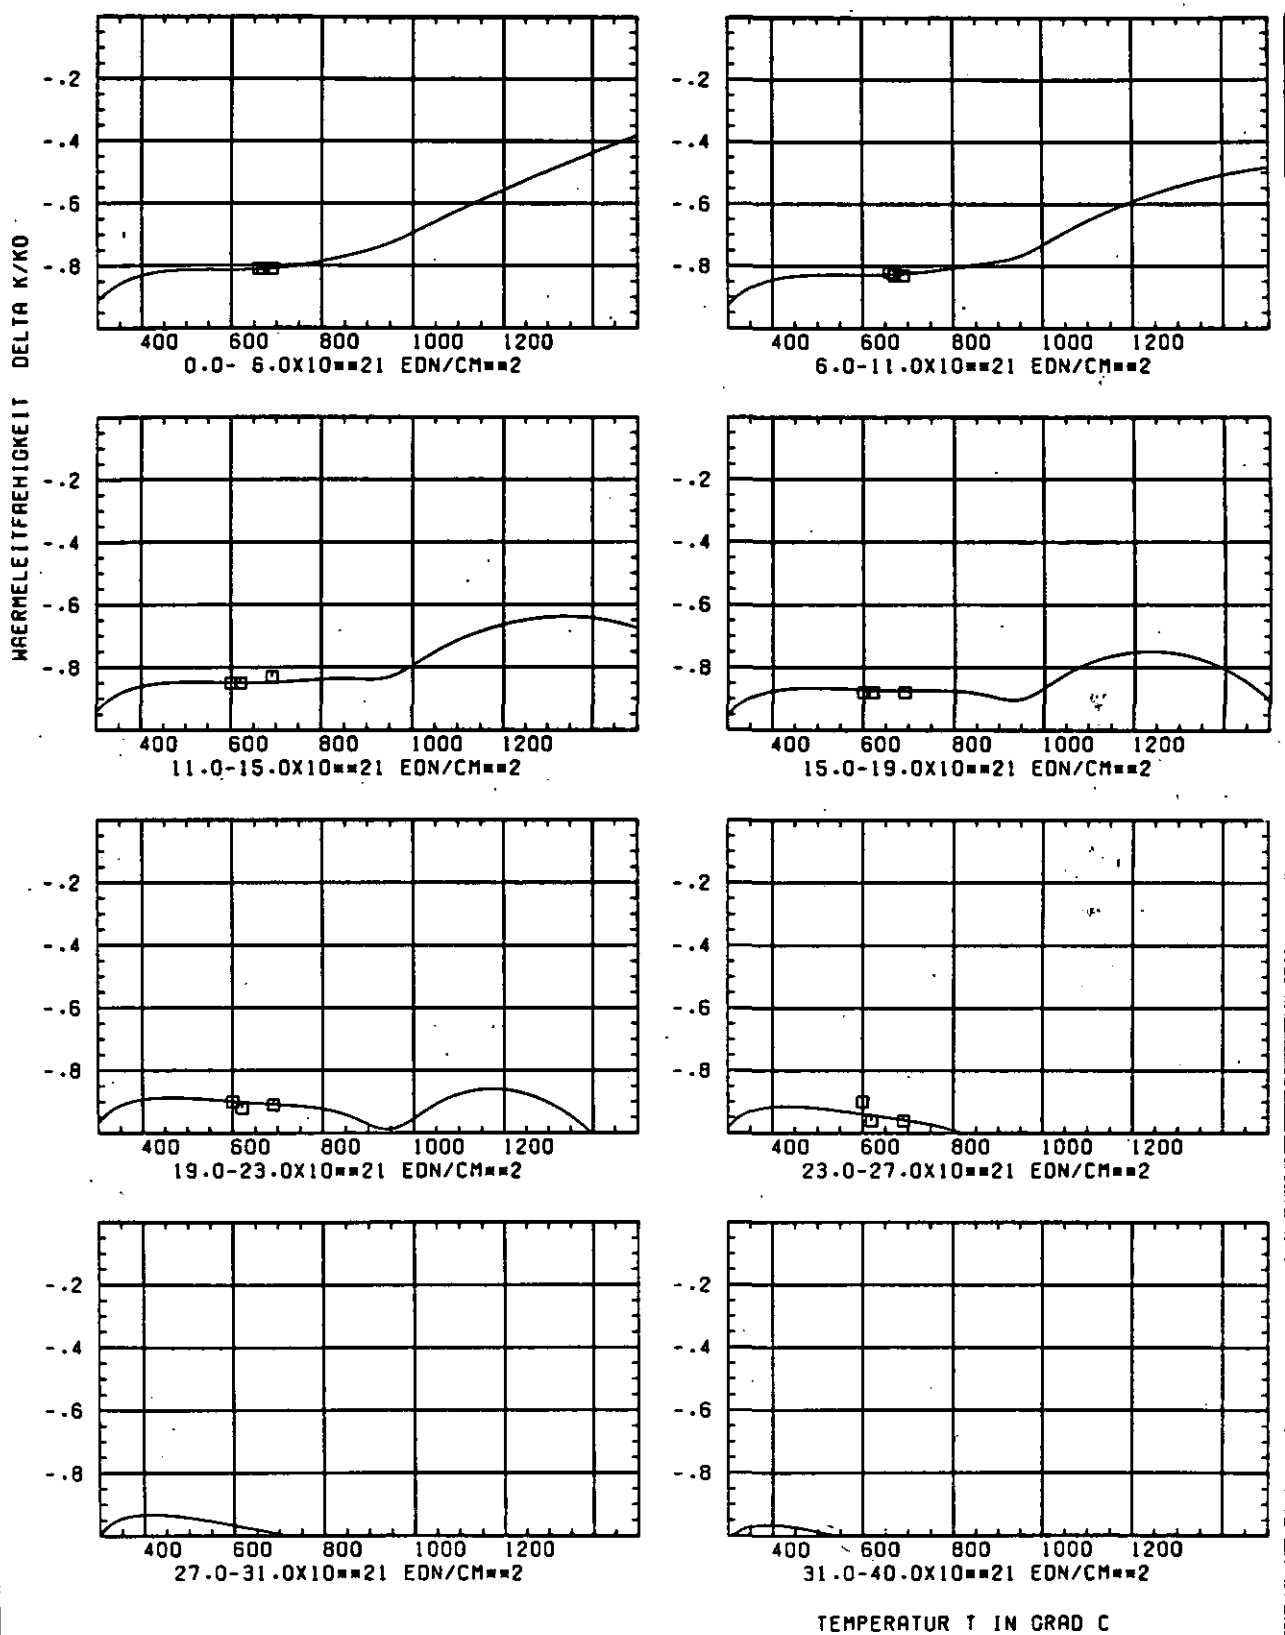 WAERMELEITFAEHIGKEIT DELTA K/KO
-.2 -.4 -.6 -.8
400 600 800 1000 1200
0.0- 6.0X10**21 EDN/CM**2
-.2 -.4 -.6 -.8
400 600 800 1000 1200
6.0-11.0X10**21 EDN/CM**2
-.2 -.4 -.6 -.8
400 600 800 1000 1200
11.0-15.0X10**21 EDN/CM**2
-.2 -.4 -.6 -.8
400 600 800 1000 1200
15.0-19.0X10**21 EDN/CM**2
-.2 -.4 -.6 -.8
400 600 800 1000 1200
19.0-23.0X10**21 EDN/CM**2
-.2 -.4 -.6 -.8
400 600 800 1000 1200
23.0-27.0X10**21 EDN/CM**2
-.2 -.4 -.6 -.8
400 600 800 1000 1200
27.0-31.0X10**21 EDN/CM**2
-.2 -.4 -.6 -.8
400 600 800 1000 1200
31.0-40.0X10**21 EDN/CM**2
TEMPERATUR T IN GRAD C